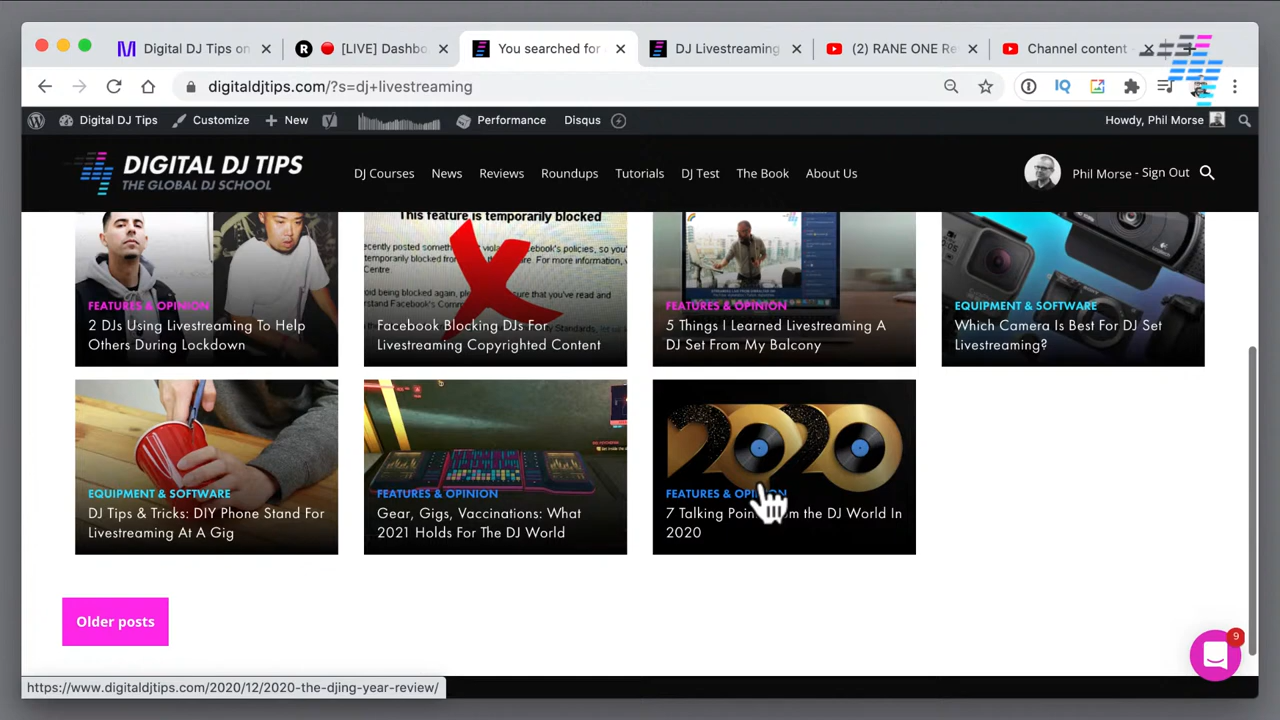 Digital DJ Tips on
[LIVE] Dashbo
You searched for
DJ Livestreaming
(2) RANE ONE Re
Channel content -
digitaldjtips.com/?s=dj+livestreaming
IQ
Digital DJ Tips
Customize
New
Performance
Disqus
Howdy, Phil Morse
DIGITAL DJ TIPS
THE GLOBAL DJ SCHOOL
DJ Courses
News
Reviews
Roundups
Tutorials
DJ Test
The Book
About Us
Phil Morse - Sign Out
FEATURES & OPINION
2 DJs Using Livestreaming To Help
Others During Lockdown
This feature is temporarily blocked
Facebook Blocking DJs For
Livestreaming Copyrighted Content
FEATURES & OPINION
5 Things I Learned Livestreaming A
DJ Set From My Balcony
EQUIPMENT & SOFTWARE
Which Camera Is Best For DJ Set
Livestreaming?
EQUIPMENT & SOFTWARE
DJ Tips & Tricks: DIY Phone Stand For
Livestreaming At A Gig
FEATURES & OPINION
Gear, Gigs, Vaccinations: What
2021 Holds For The DJ World
2020
FEATURES & OPINION
7 Talking Points From the DJ World In
2020
Older posts
9
https://www.digitaldjtips.com/2020/12/2020-the-djing-year-review/